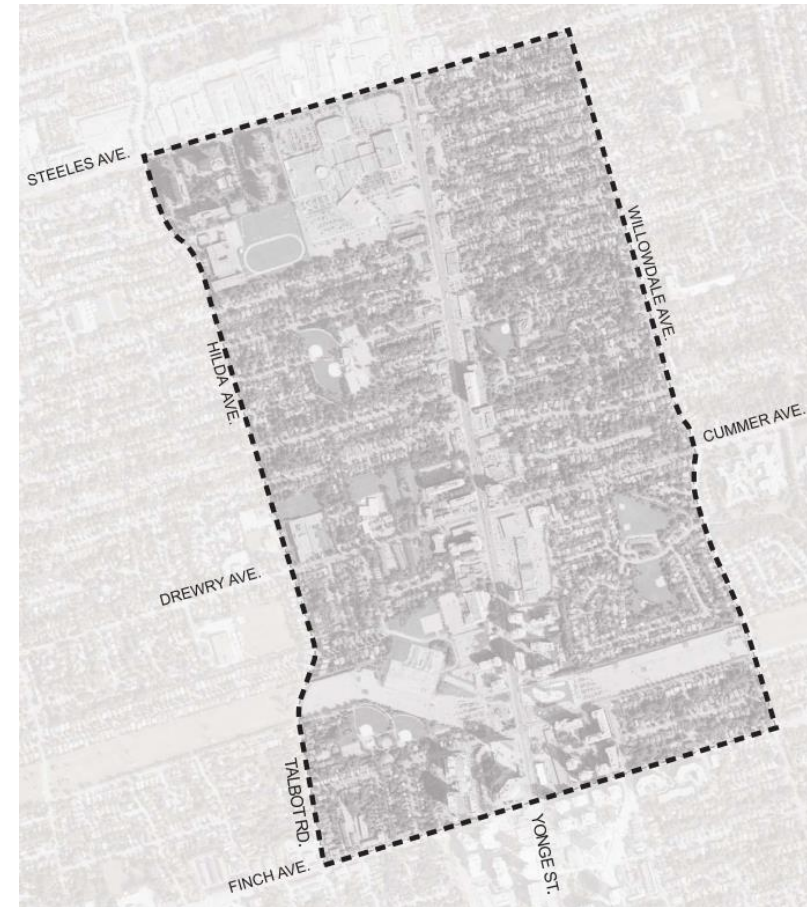 STEELES AVE.
WILLOWDALE AVE.
HILDA AVE.
CUMMER AVE.
DREWRY AVE.
TALBOT RD.
YONGE ST.
FINCH AVE.